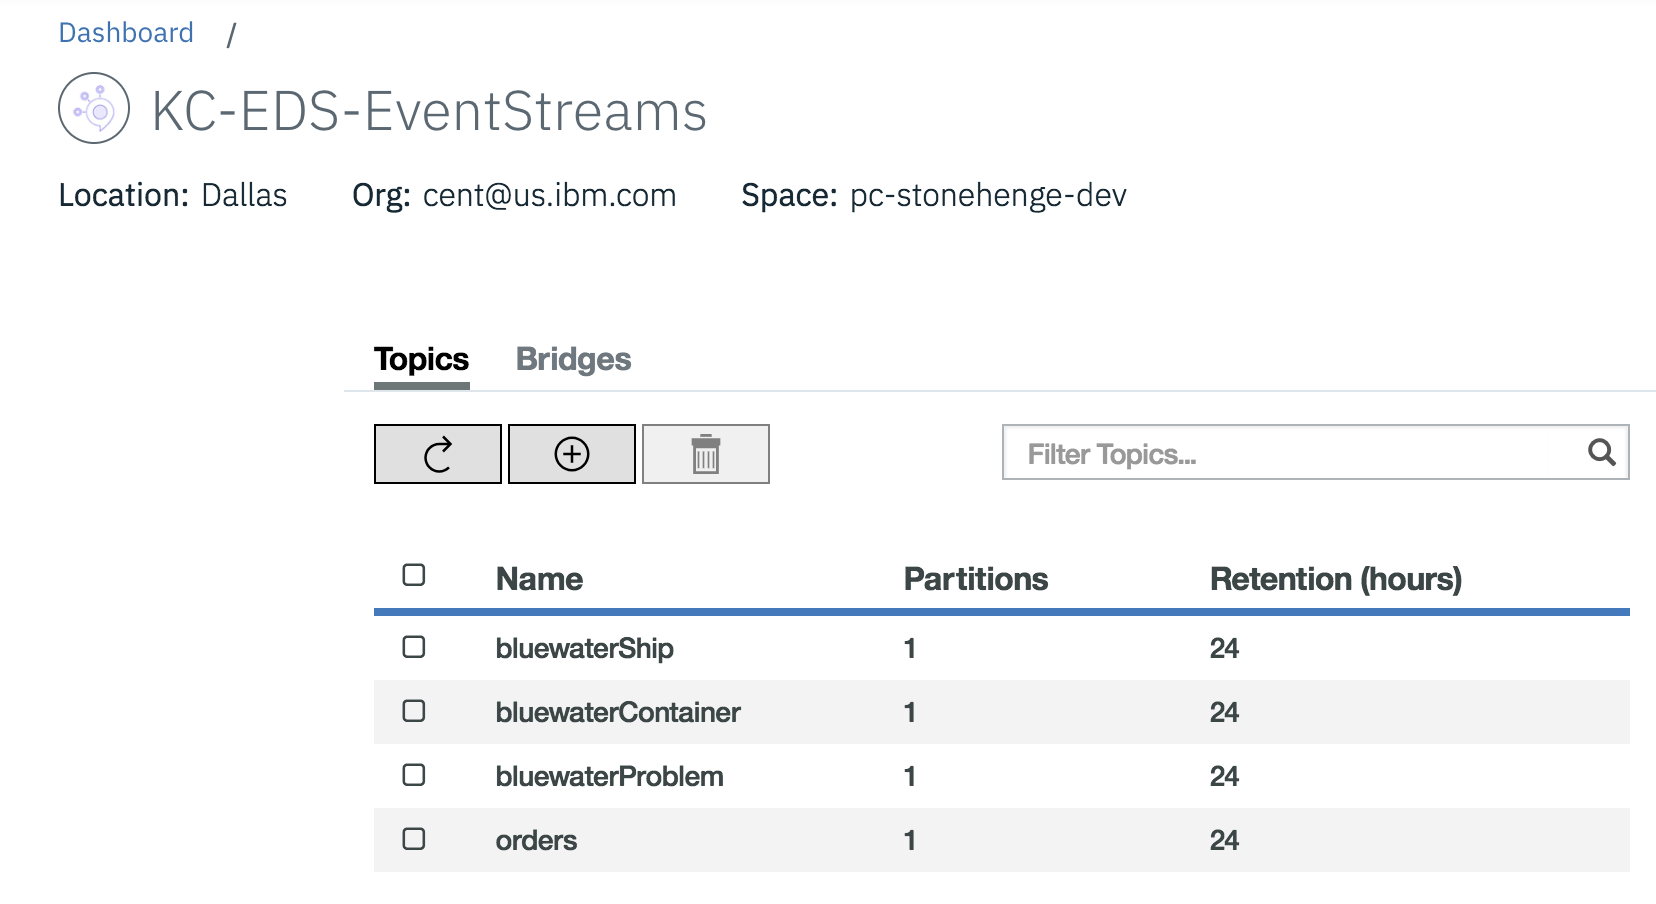 Dashboard /
KC-EDS-EventStreams
Location: Dallas Org: cent@us.ibm.com Space: pc-stonehenge-dev
Topics Bridges
Filter Topics...
Name Partitions Retention (hours)
bluewaterShip 1 24
bluewaterContainer 1 24
bluewaterProblem 1 24
orders 1 24